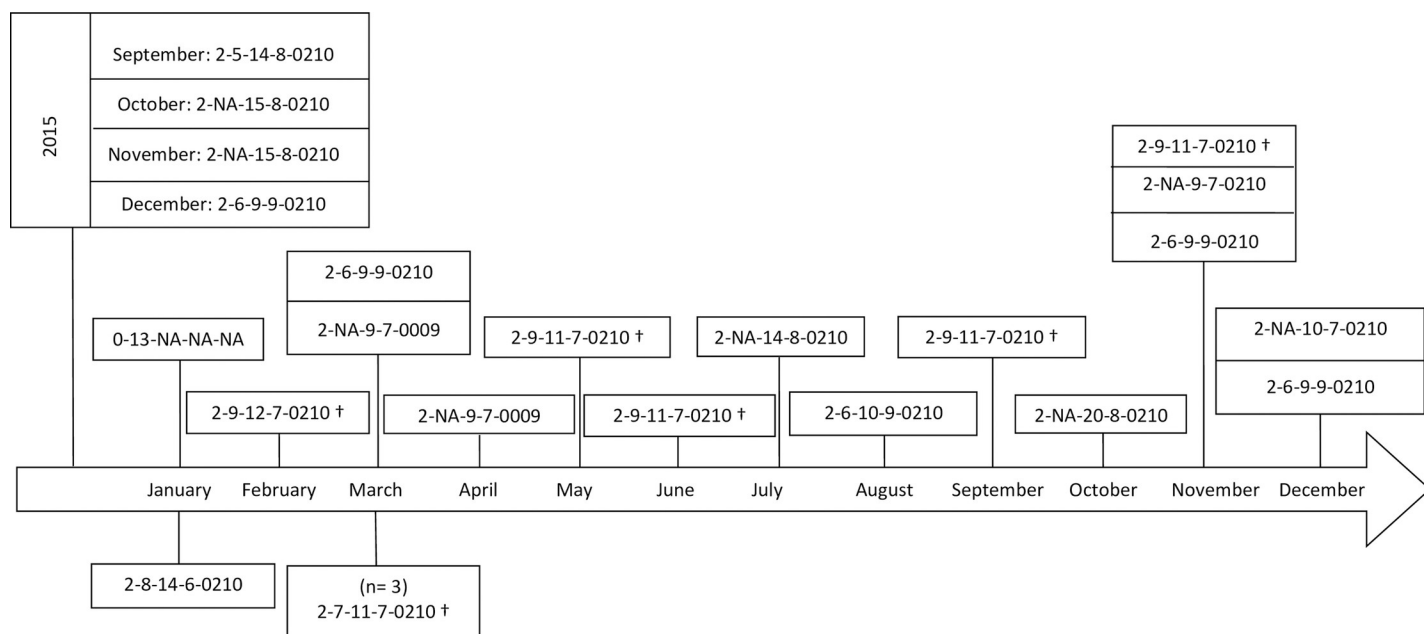 2015
September: 2-5-14-8-0210
October: 2-NA-15-8-0210
November: 2-NA-15-8-0210
December: 2-6-9-9-0210
2-9-11-7-0210 †
2-NA-9-7-0210
2-6-9-9-0210
2-6-9-9-0210
2-NA-9-7-0009
0-13-NA-NA-NA
2-9-11-7-0210 †
2-NA-14-8-0210
2-9-11-7-0210 †
2-NA-10-7-0210
2-6-9-9-0210
2-9-12-7-0210 †
2-NA-9-7-0009
2-9-11-7-0210 †
2-6-10-9-0210
2-NA-20-8-0210
January February March April May June July August September October November December
2-8-14-6-0210
(n= 3)
2-7-11-7-0210 †